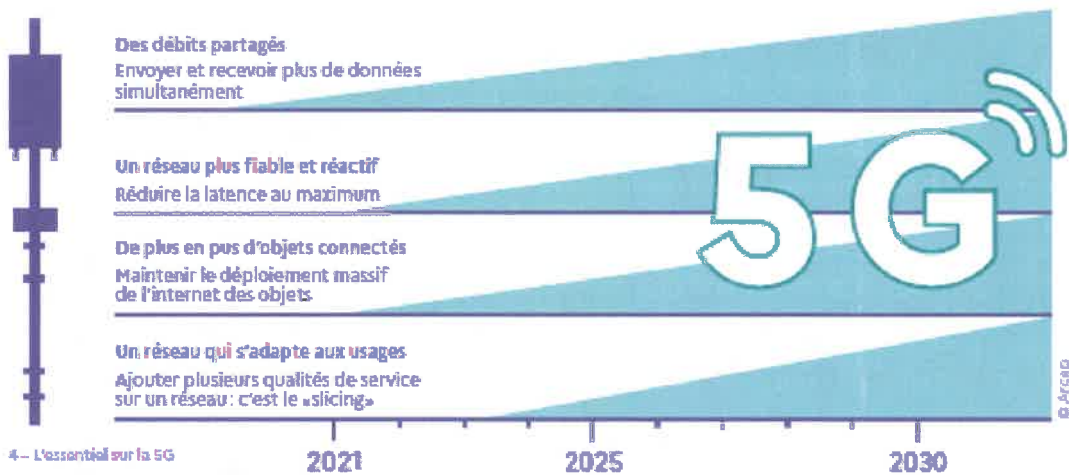 Des débits partagés
Envoyer et recevoir plus de données
simultanément
Un réseau plus fiable et réactif
Réduire la latence au maximum
5G
De plus en pus d'objets connectés
Maintenir le déploiement massif
de l'internet des objets
Un réseau qui s'adapte aux usages
Ajouter plusieurs qualités de service
sur un réseau : c'est le «slicing»
© Arcep
4 – L'essentiel sur la 5G
2021 2025 2030